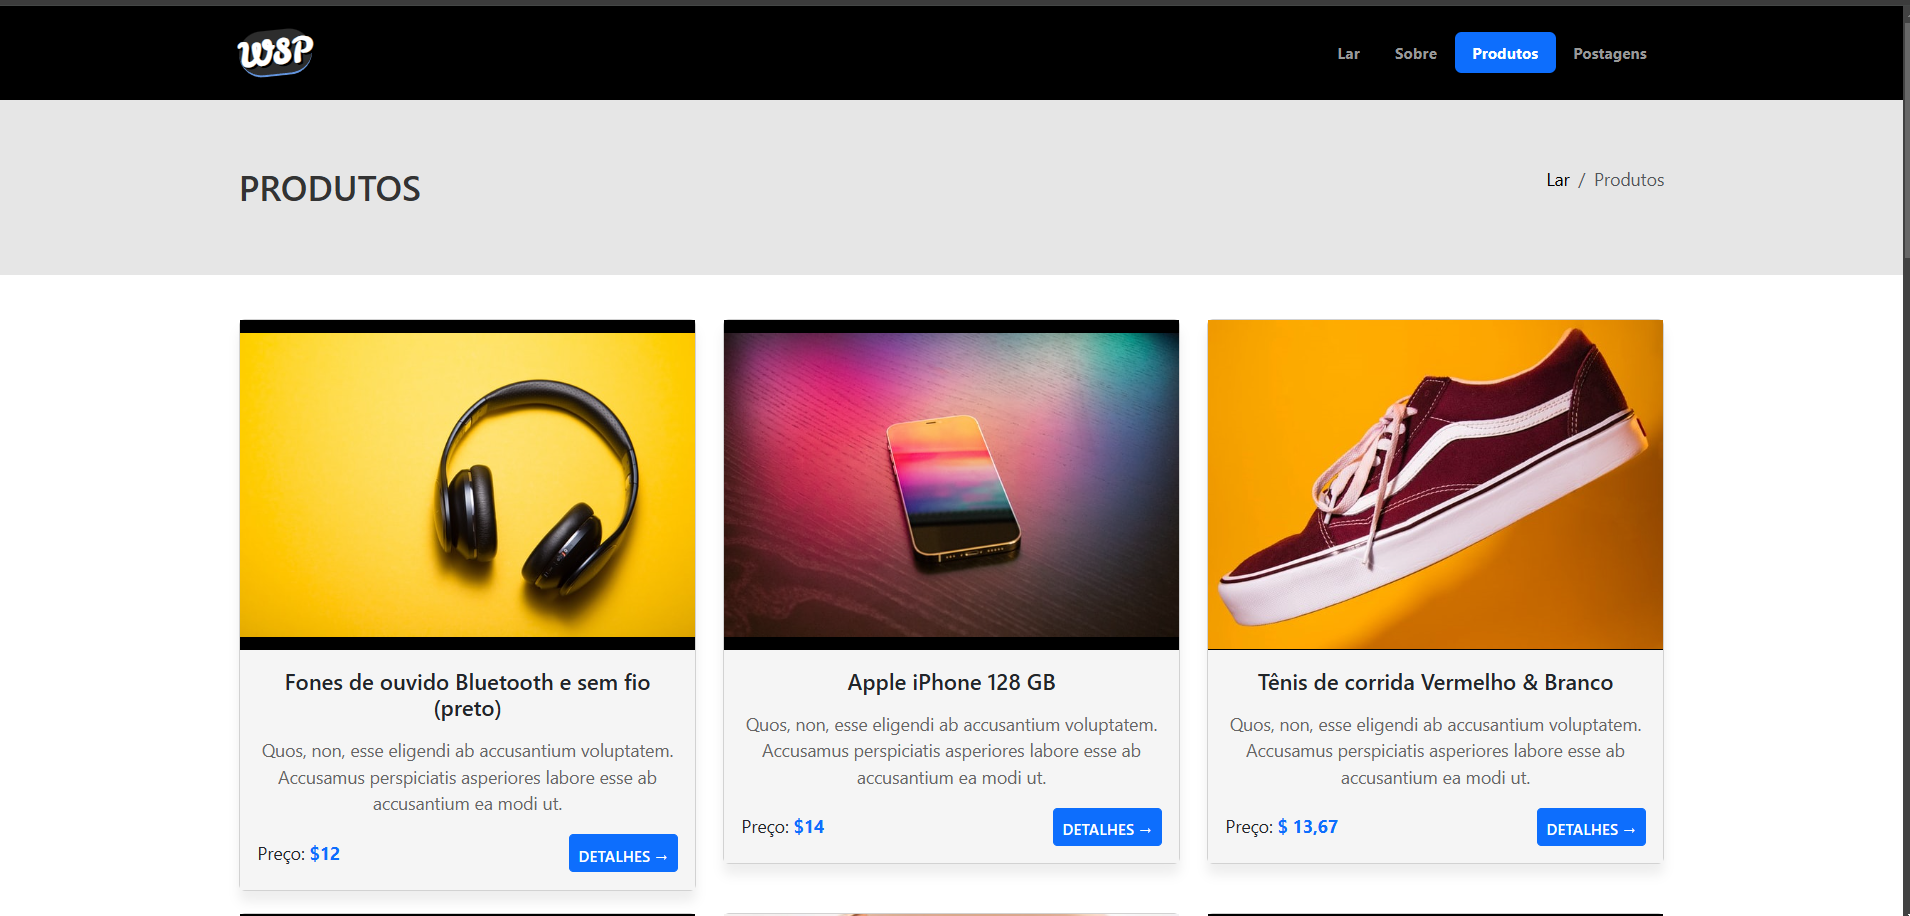 WSP
Lar
Sobre
Produtos
Postagens
PRODUTOS
Lar / Produtos
Fones de ouvido Bluetooth e sem fio
(preto)
Quos, non, esse eligendi ab accusantium voluptatem.
Accusamus perspiciatis asperiores labore esse ab
accusantium ea modi ut.
Preço: $12
DETALHES →
Apple iPhone 128 GB
Quos, non, esse eligendi ab accusantium voluptatem.
Accusamus perspiciatis asperiores labore esse ab
accusantium ea modi ut.
Preço: $14
DETALHES →
Tênis de corrida Vermelho & Branco
Quos, non, esse eligendi ab accusantium voluptatem.
Accusamus perspiciatis asperiores labore esse ab
accusantium ea modi ut.
Preço: $ 13,67
DETALHES →